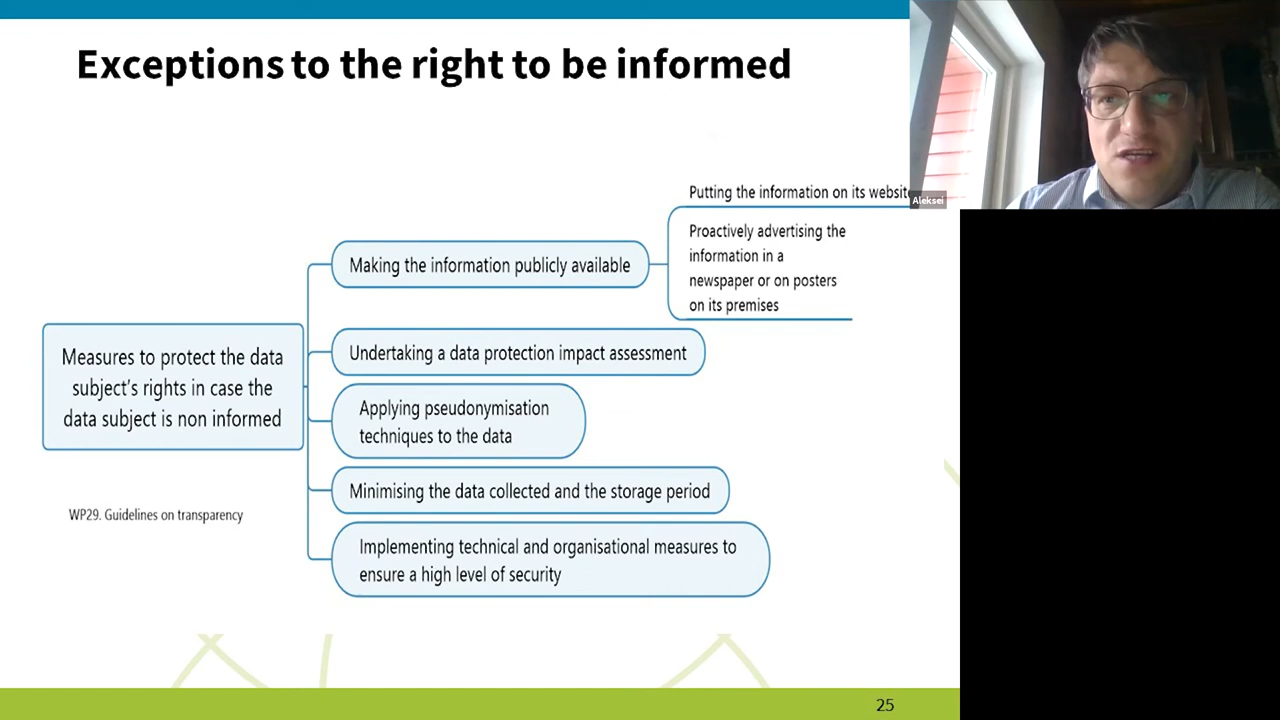 Exceptions to the right to be informed
Aleksei
Putting the information on its website
Proactively advertising the
information in a
newspaper or on posters
on its premises
Making the information publicly available
Measures to protect the data
subject's rights in case the
data subject is non informed
Undertaking a data protection impact assessment
Applying pseudonymisation
techniques to the data
Minimising the data collected and the storage period
Implementing technical and organisational measures to
ensure a high level of security
WP29. Guidelines on transparency
25